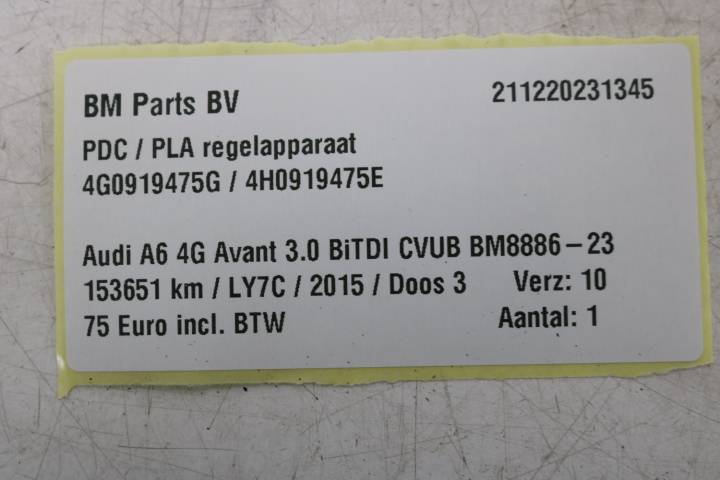 BM Parts BV 211220231345
PDC / PLA regelapparaat
4G0919475G / 4H0919475E
Audi A6 4G Avant 3.0 BiTDI CVUB BM8886-23
153651 km / LY7C / 2015 / Doos 3 Verz: 10
75 Euro incl. BTW Aantal: 1